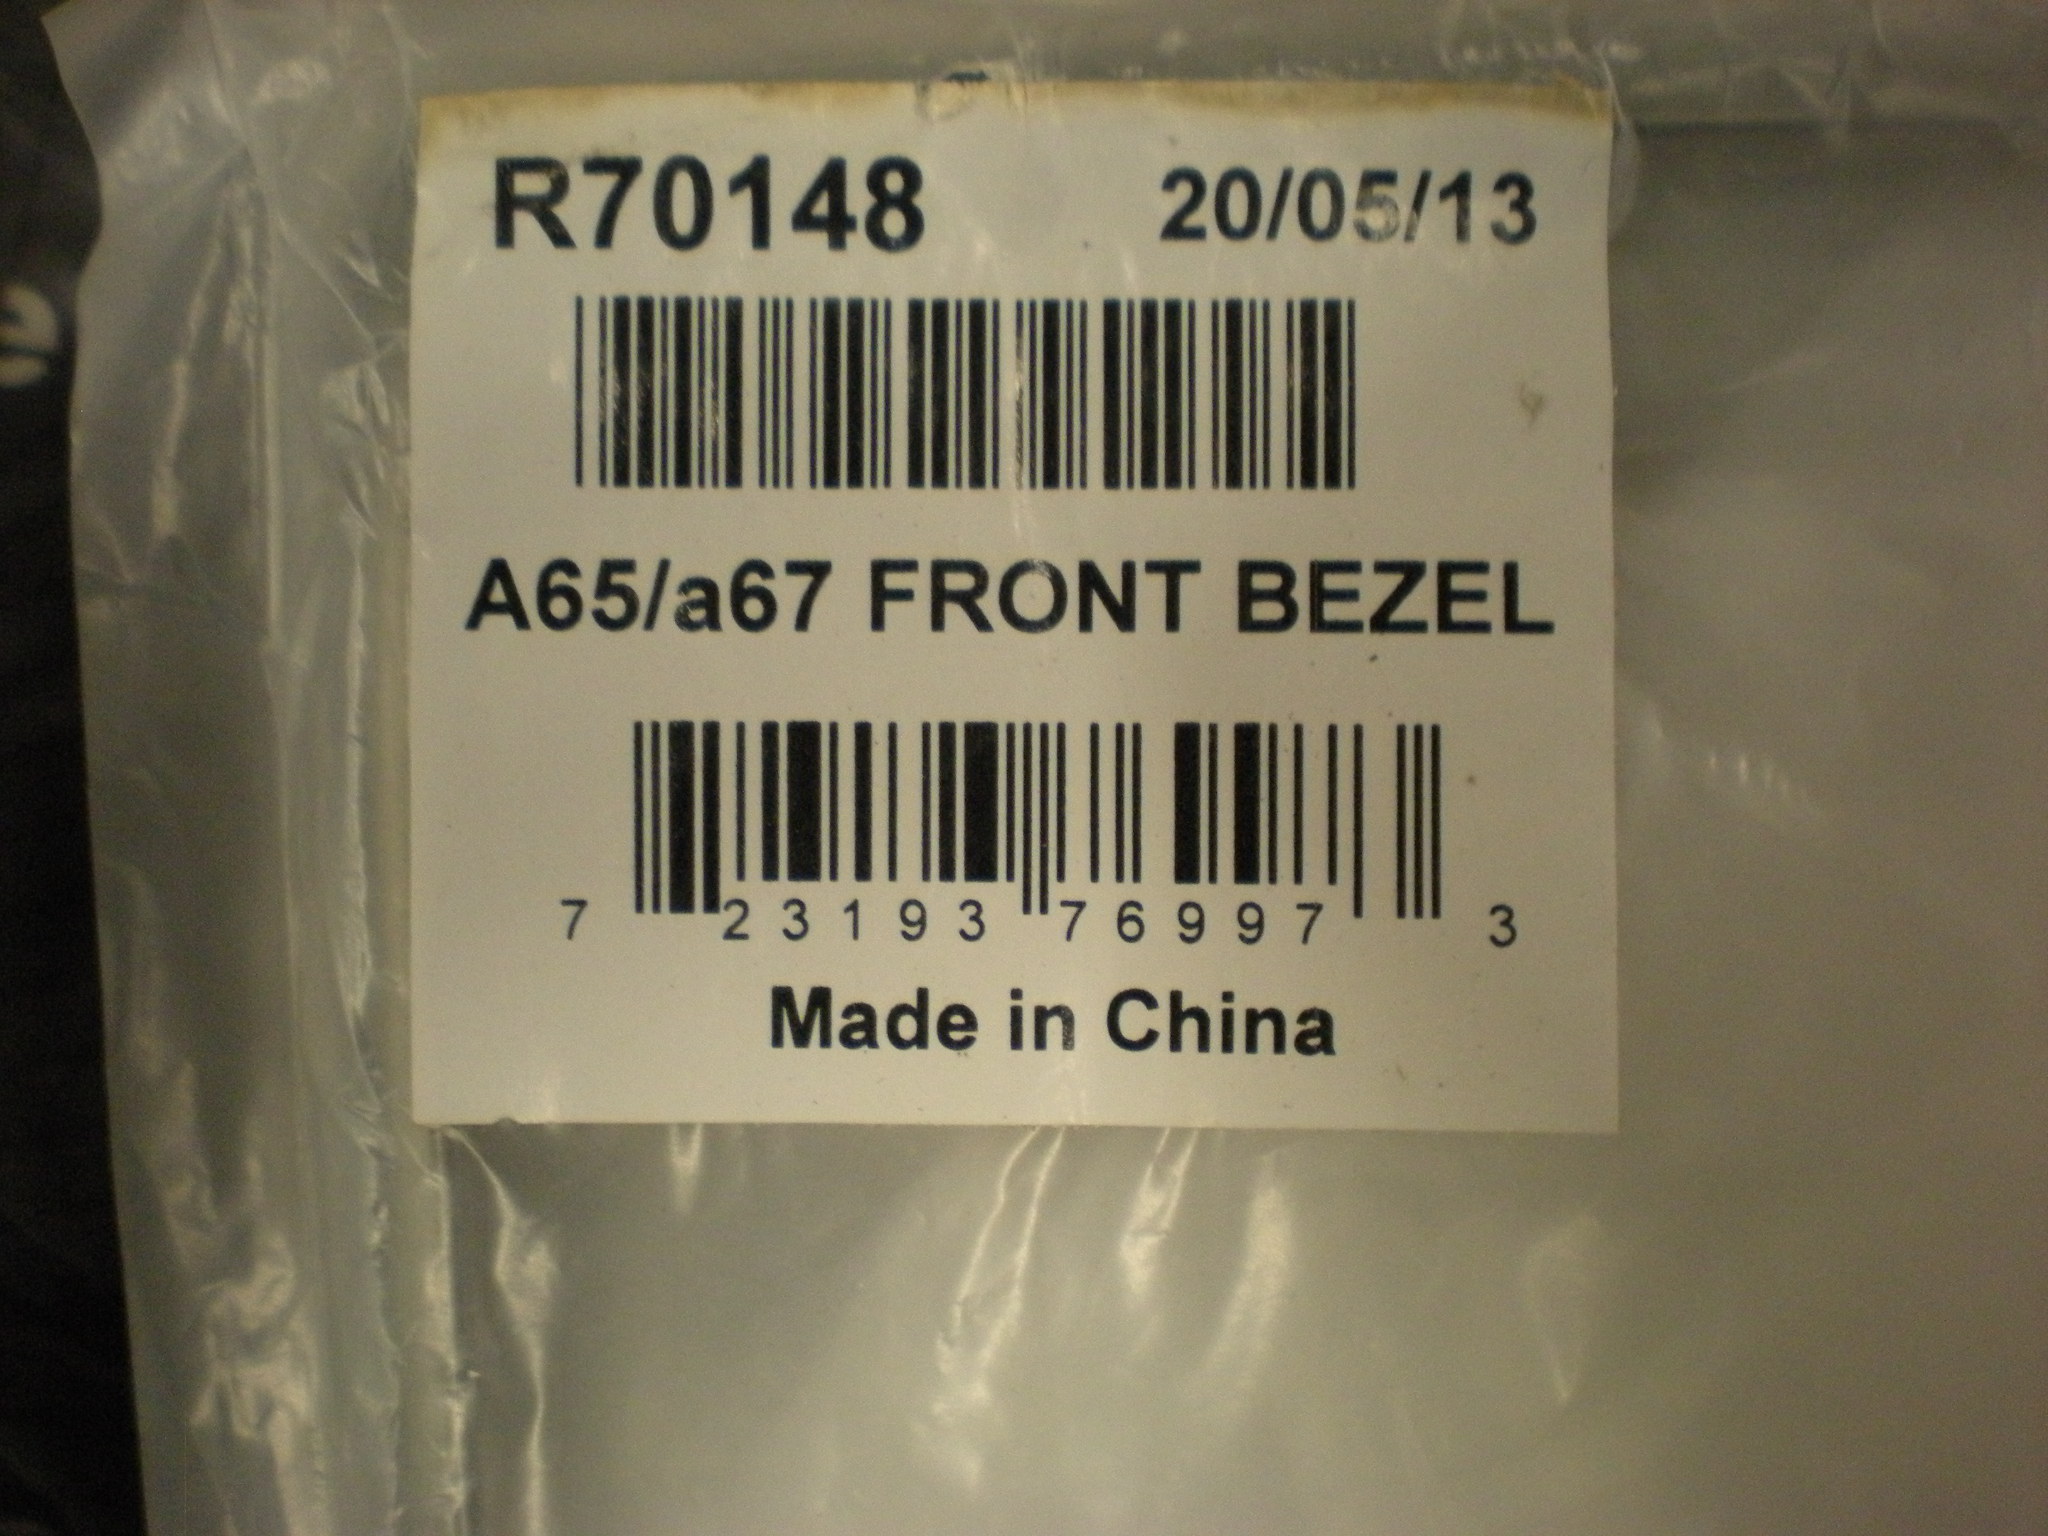 R70148 20/05/13
A65/a67 FRONT BEZEL
7 23193 76997 3
Made in China